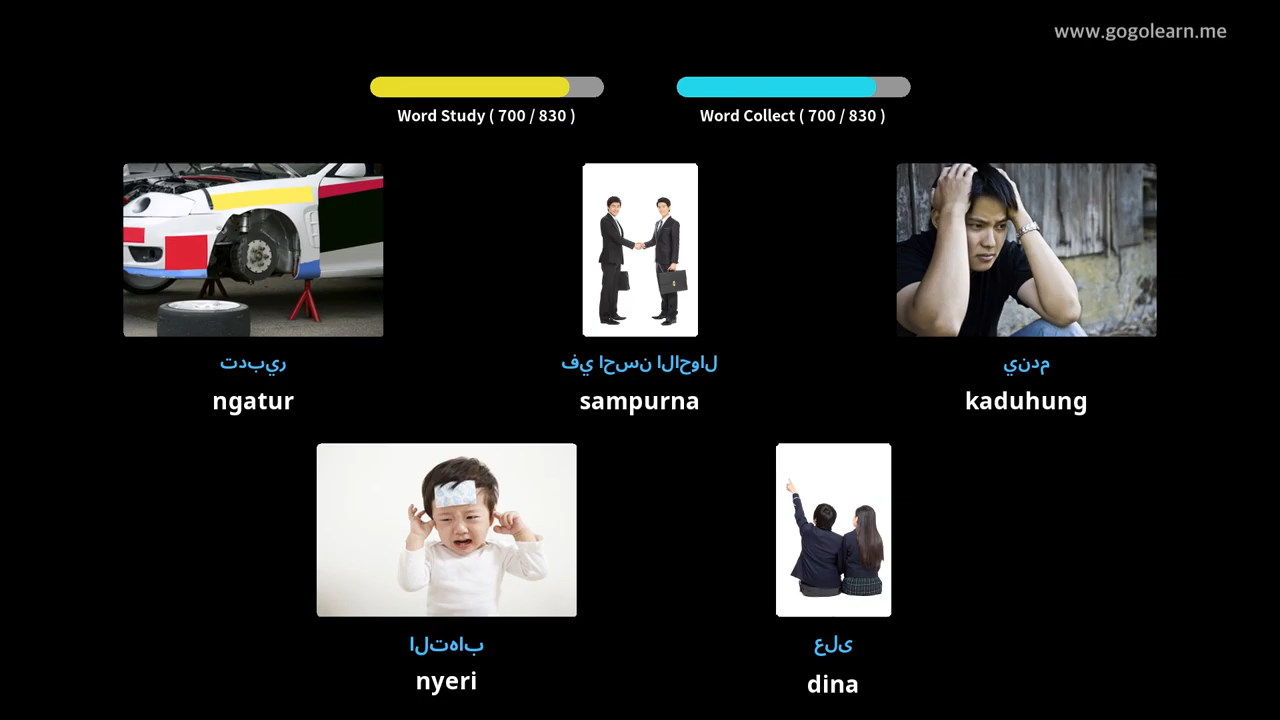 www.gogolearn.me
Word Study ( 700 / 830 )
Word Collect ( 700 / 830 )
تدبير
ngatur
في احسن الاحوال
sampurna
يندم
kaduhung
التهاب
nyeri
على
dina